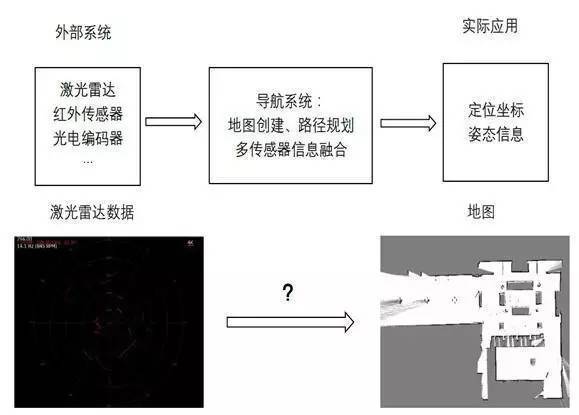 外部系统
实际应用
激光雷达
红外传感器
光电编码器
...
导航系统：
地图创建、路径规划
多传感器信息融合
定位坐标
姿态信息
激光雷达数据
地图
?